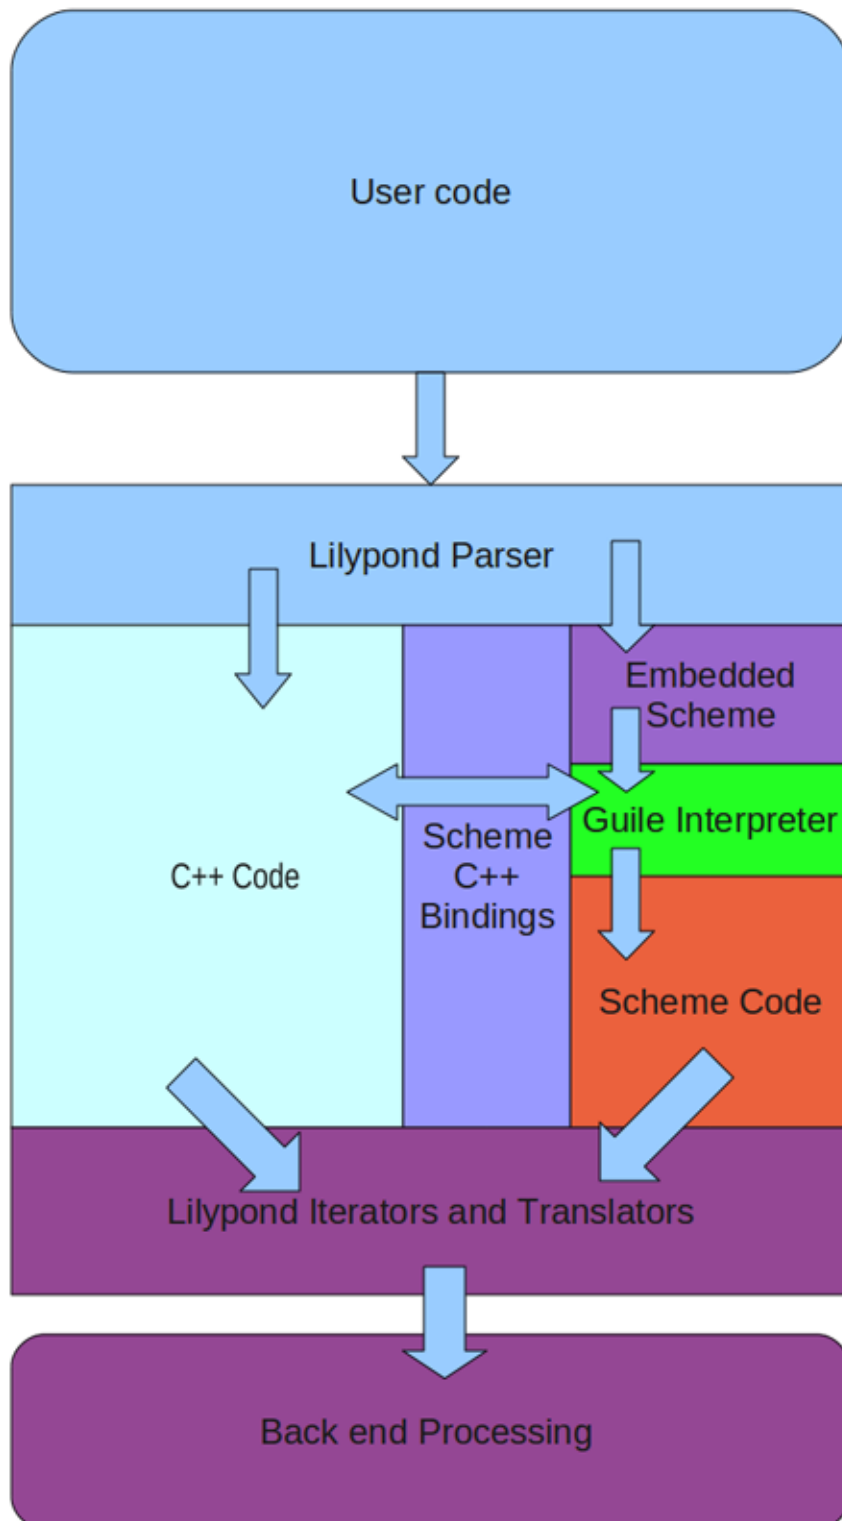 User code
Lilypond Parser
Embedded
Scheme
Guile Interpreter
Scheme
C++
Bindings
C++ Code
Scheme Code
Lilypond Iterators and Translators
Back end Processing